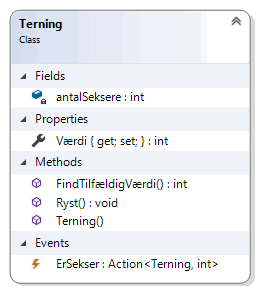 Terning
Class
Fields
antalSeksere : int
Properties
Værdi { get; set; } : int
Methods
FindTilfældigVærdi() : int
Ryst() : void
Terning()
Events
ErSekser : Action<Terning, int>